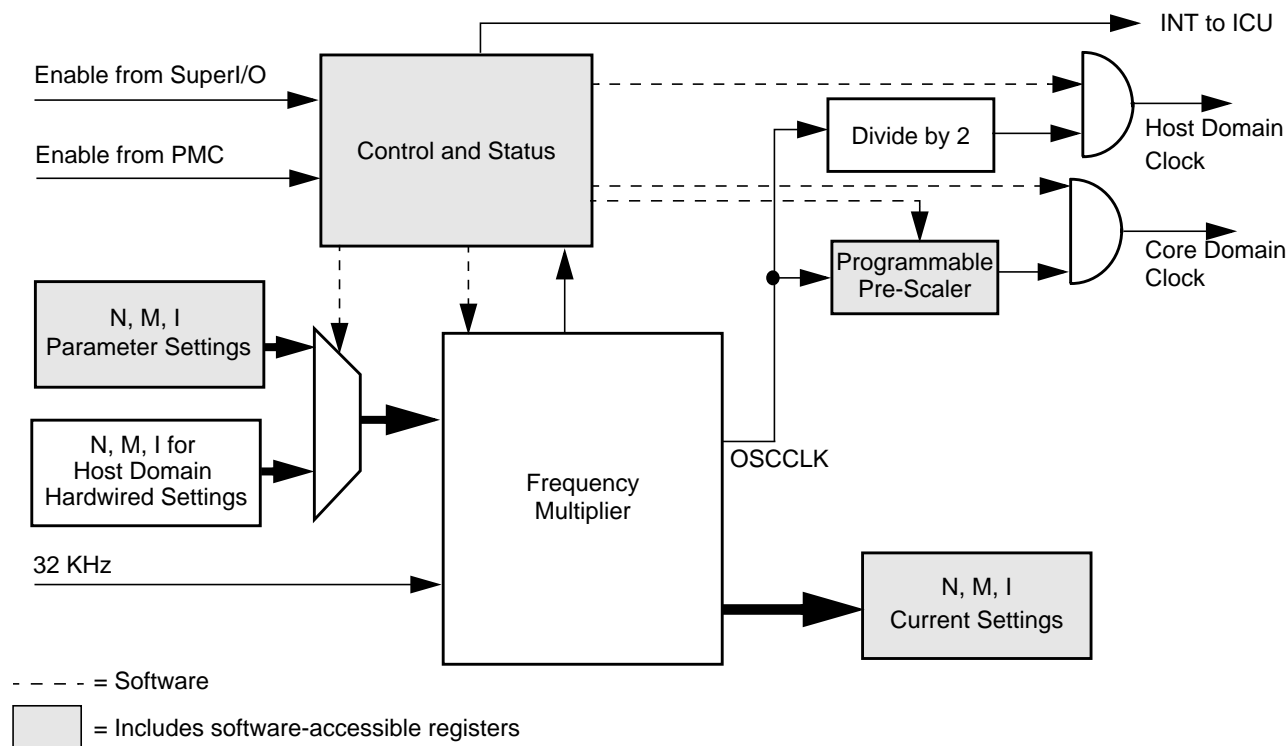 INT to ICU
Enable from SuperI/O
Enable from PMC
Control and Status
Divide by 2
Host Domain
Clock
Programmable
Pre-Scaler
Core Domain
Clock
N, M, I
Parameter Settings
N, M, I for
Host Domain
Hardwired Settings
OSCCLK
Frequency
Multiplier
32 KHz
N, M, I
Current Settings
= Software
= Includes software-accessible registers